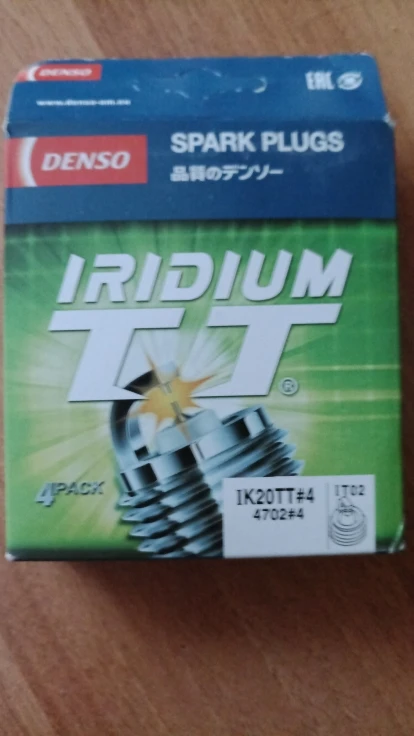 DENSO
EAC
www.denso-am.eu
DENSO
SPARK PLUGS
品質のデンソー
IRIDIUM
TT®
4PACK
IK20TT#4
4702#4
IT02